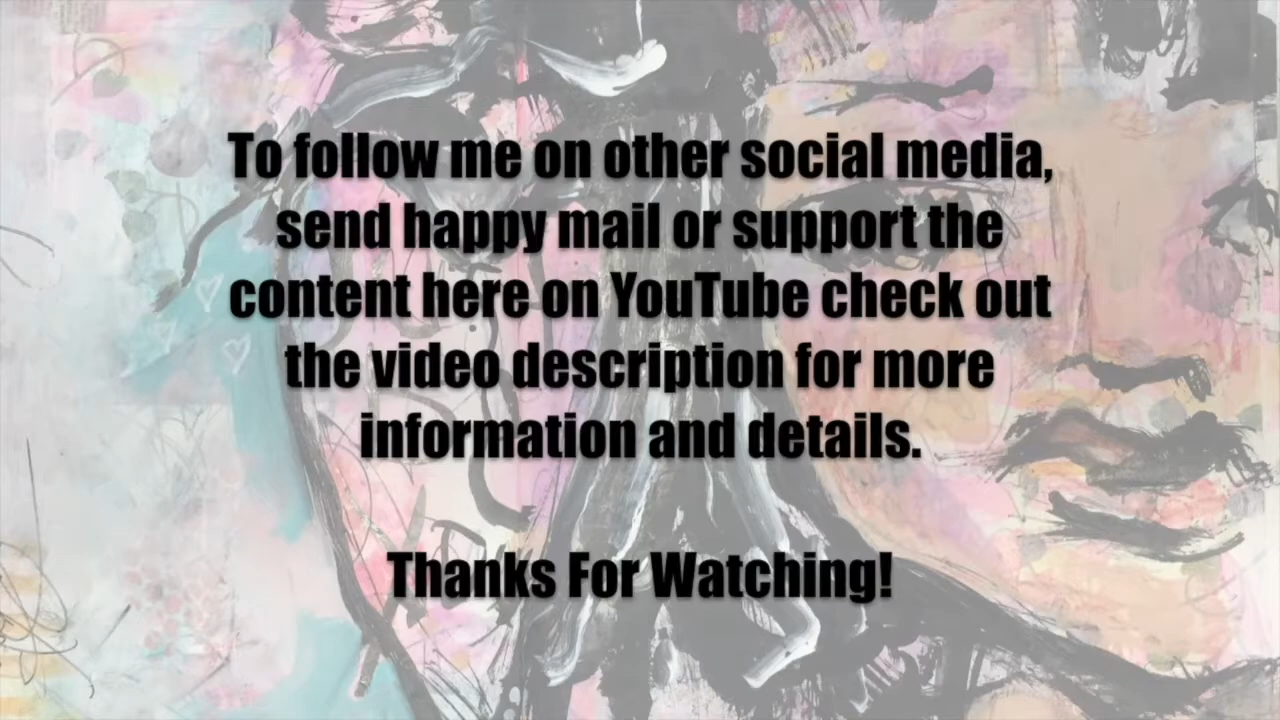 To follow me on other social media,
send happy mail or support the
content here on YouTube check out
the video description for more
information and details.
Thanks For Watching!